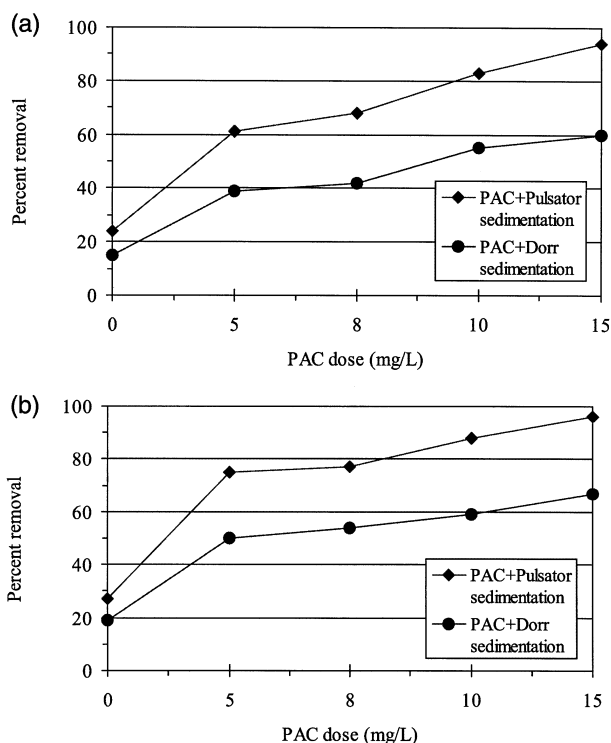 (a)
100
80
60
40
20
0
Percent removal
PAC+Pulsator
sedimentation
PAC+Dorr
sedimentation
0 5 8 10 15
PAC dose (mg/L)
(b)
100
80
60
40
20
0
Percent removal
PAC+Pulsator
sedimentation
PAC+Dorr
sedimentation
0 5 8 10 15
PAC dose (mg/L)